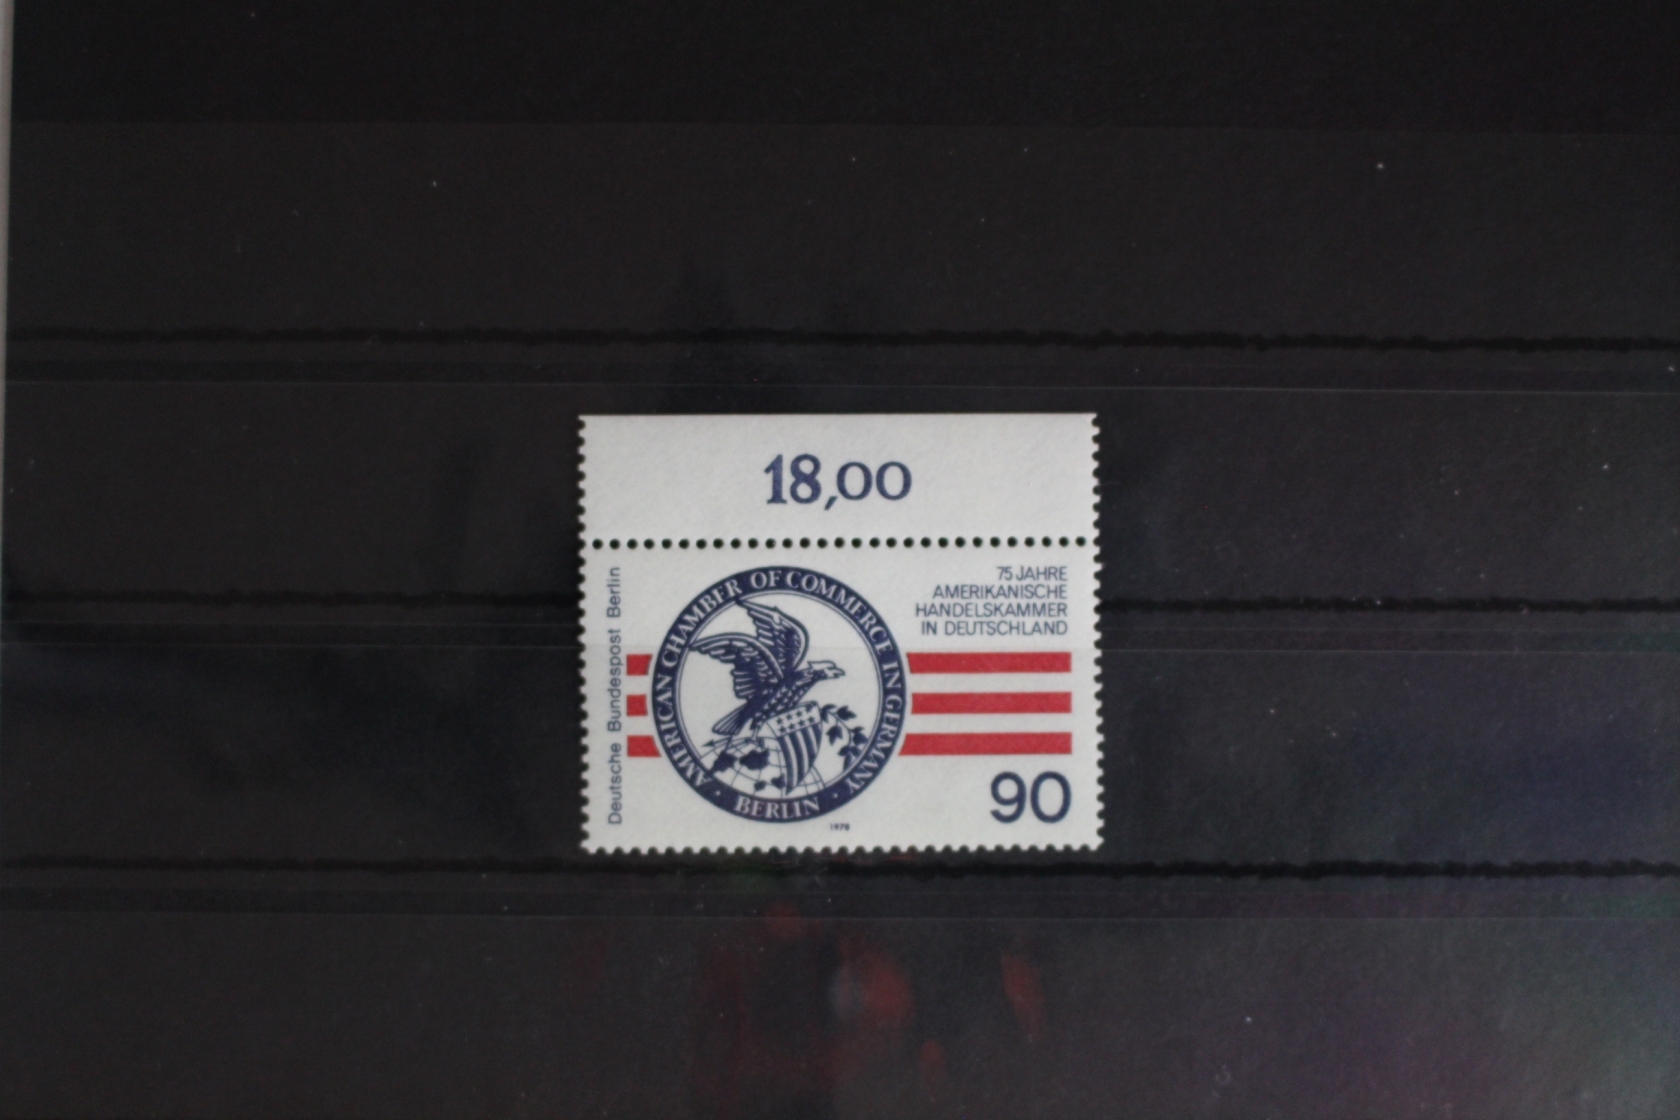 18,00
Deutsche Bundespost Berlin
AMERICAN CHAMBER OF COMMERCE IN GERMANY
· BERLIN ·
75 JAHRE
AMERIKANISCHE
HANDELSKAMMER
IN DEUTSCHLAND
90
1978